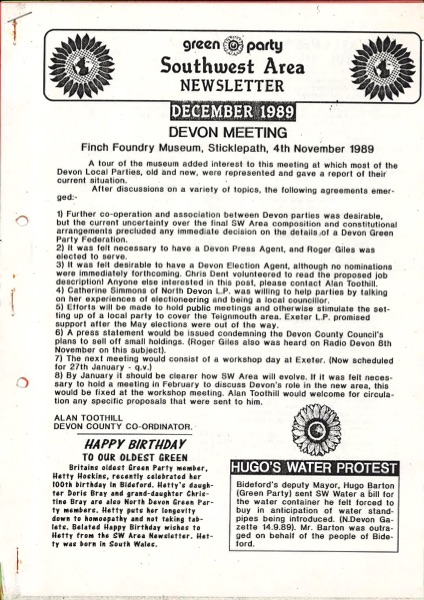 green party
Southwest Area
NEWSLETTER
DECEMBER 1989
DEVON MEETING
Finch Foundry Museum, Sticklepath, 4th November 1989
A tour of the museum added interest to this meeting at which most of the
Devon Local Parties, old and new, were represented and gave a report of their
current situation.
After discussions on a variety of topics, the following agreements emer-
ged:-
1) Further co-operation and association between Devon parties was desirable,
but the current uncertainty over the final SW Area composition and constitutional
arrangements precluded any immediate decision on the details of a Devon Green
Party Federation.
2) It was felt necessary to have a Devon Press Agent, and Roger Giles was
elected to serve.
3) It was felt desirable to have a Devon Election Agent, although no nominations
were immediately forthcoming. Chris Dent volunteered to read the proposed job
description! Anyone else interested in this post, please contact Alan Toothill.
4) Catherine Simmons of North Devon L.P. was willing to help parties by talking
on her experiences of electioneering and being a local councillor.
5) Efforts will be made to hold public meetings and otherwise stimulate the set-
ting up of a local party to cover the Teignmouth area. Exeter L.P. promised
support after the May elections were out of the way.
6) A press statement would be issued condemning the Devon County Council's
plans to sell off small holdings. (Roger Giles also was heard on Radio Devon 8th
November on this subject).
7) The next meeting would consist of a workshop day at Exeter. (Now scheduled
for 27th January - q.v.)
8) By January it should be clearer how SW Area will evolve. If it was felt neces-
sary to hold a meeting in February to discuss Devon's role in the new area, this
would be fixed at the workshop meeting. Alan Toothill would welcome for circula-
tion any specific proposals that were sent to him.
ALAN TOOTHILL
DEVON COUNTY CO-ORDINATOR.
HAPPY BIRTHDAY
TO OUR OLDEST GREEN
Britains oldest Green Party member,
Hetty Hoskins, recently celebrated her
100th birthday in Bideford. Hetty's daugh-
ter Doris Bray and grand-daughter Chris-
tine Bray are also North Devon Green Par-
ty members. Hetty puts her longevity
down to homoepathy and not taking tab-
lets. Belated Happy Birthday wishes to
Hetty from the SW Area Newsletter. Het-
ty was born in South Wales.
HUGO'S WATER PROTEST
Bideford's deputy Mayor, Hugo Barton
(Green Party) sent SW Water a bill for
the water container he felt forced to
buy in anticipation of water stand-
pipes being introduced. (N.Devon Ga-
zette 14.9.89). Mr. Barton was outra-
ged on behalf of the people of Bide-
ford.